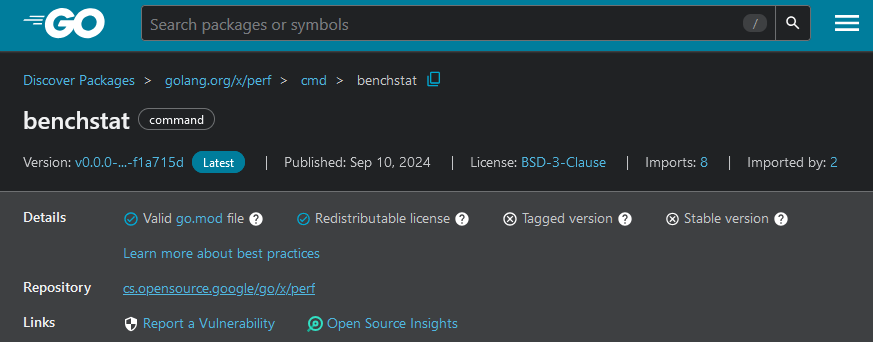 GO
Search packages or symbols /
Discover Packages > golang.org/x/perf > cmd > benchstat
benchstat command
Version: v0.0.0-...-f1a715d Latest | Published: Sep 10, 2024 | License: BSD-3-Clause | Imports: 8 | Imported by: 2
Details Valid go.mod file ? Redistributable license ? Tagged version ? Stable version ?
Learn more about best practices
Repository cs.opensource.google/go/x/perf
Links Report a Vulnerability Open Source Insights